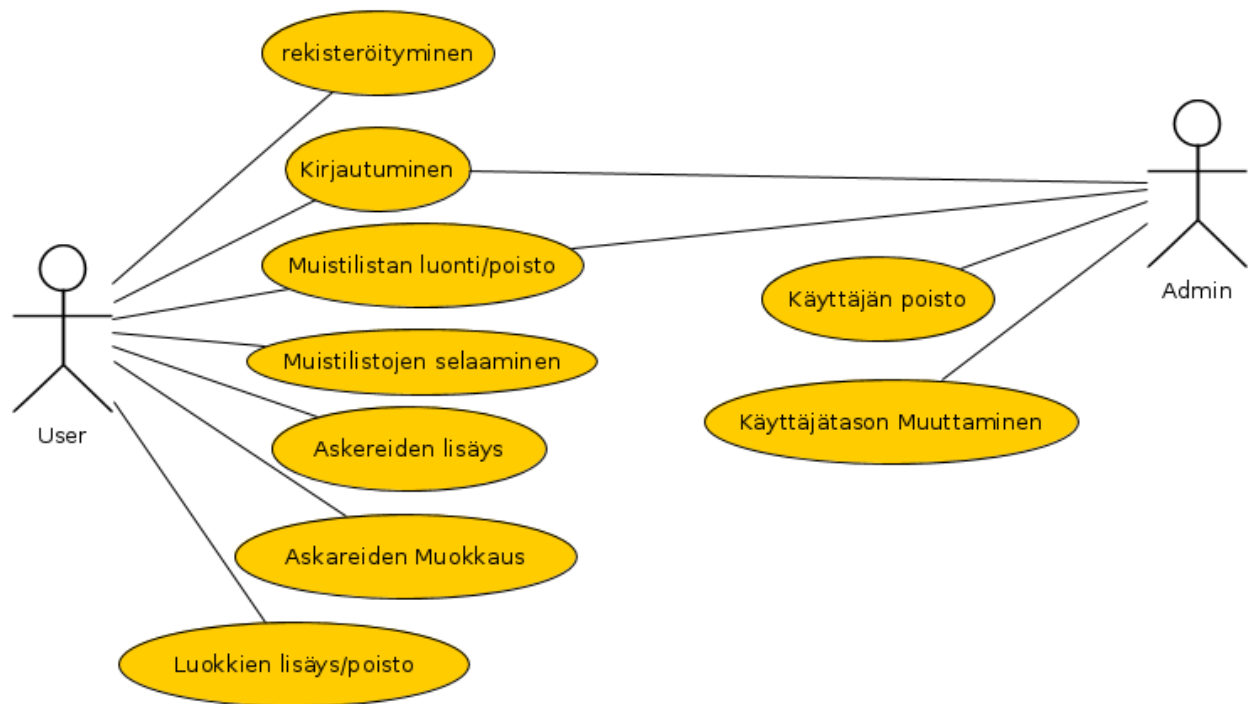 rekisteröityminen
Kirjautuminen
Muistilistan luonti/poisto
Käyttäjän poisto
Admin
Muistilistojen selaaminen
Käyttäjätason Muuttaminen
User
Askereiden lisäys
Askareiden Muokkaus
Luokkien lisäys/poisto